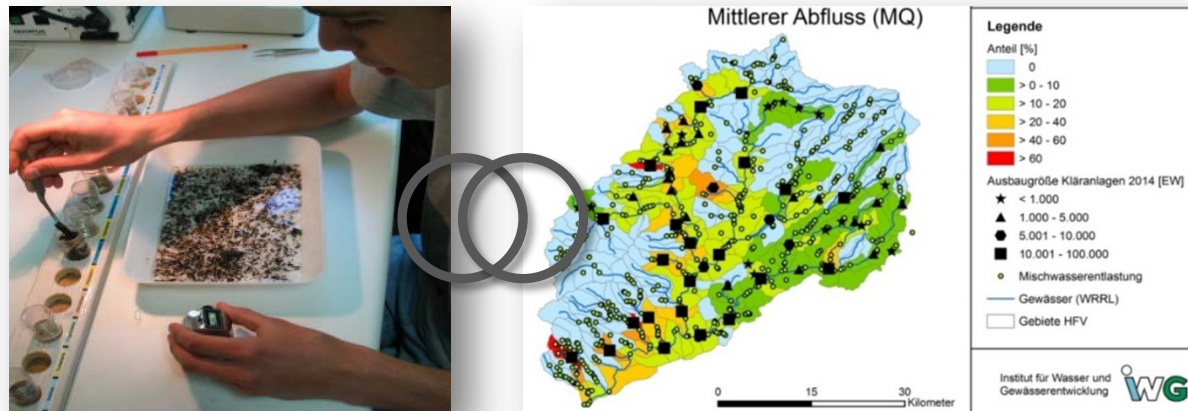 OLYMPUS
Mittlerer Abfluss (MQ)
Legende
Anteil [%]
0
> 0 - 10
> 10 - 20
> 20 - 40
> 40 - 60
> 60
Ausbaugröße Kläranlagen 2014 [EW]
< 1.000
1.000 - 5.000
5.001 - 10.000
10.001 - 100.000
Mischwasserentlastung
Gewässer (WRRL)
Gebiete HFV
0 15 30
Kilometer
Institut für Wasser und
Gewässerentwicklung
iWG